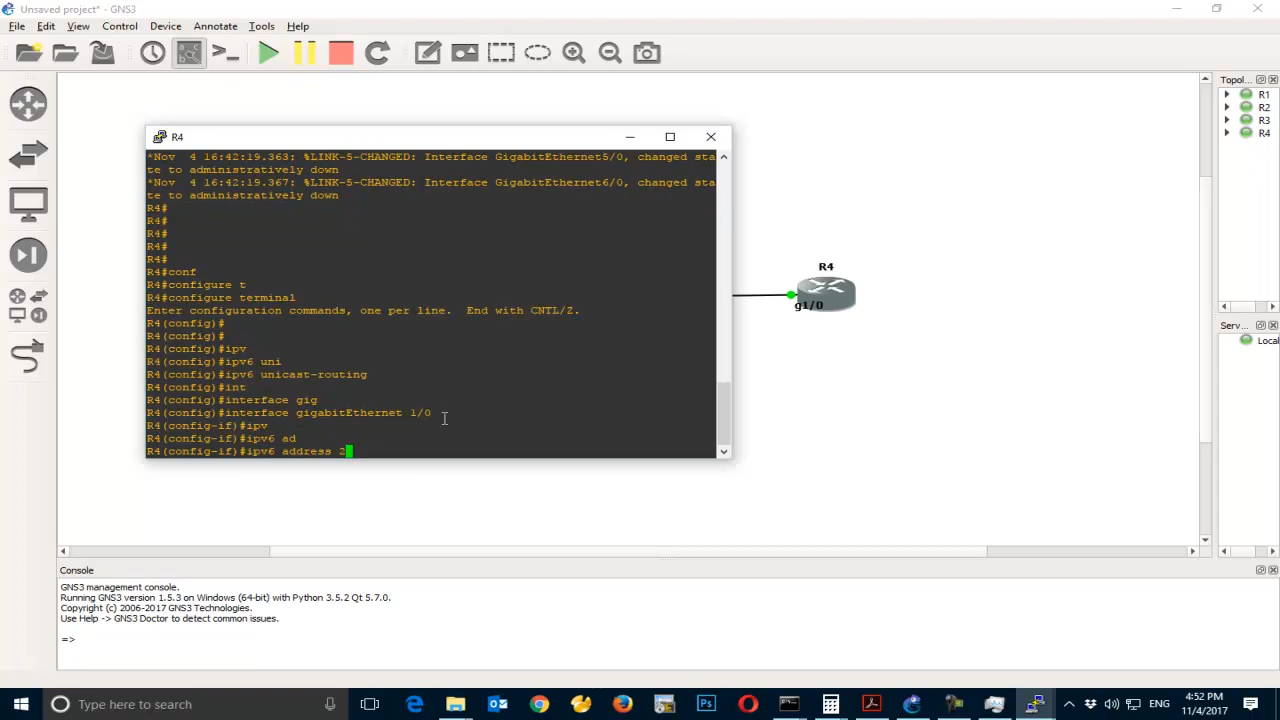 Unsaved project* - GNS3
File Edit View Control Device Annotate Tools Help
Topol...
R1
R2
R3
R4
R4
*Nov  4 16:42:19.363: %LINK-5-CHANGED: Interface GigabitEthernet5/0, changed sta
te to administratively down
*Nov  4 16:42:19.367: %LINK-5-CHANGED: Interface GigabitEthernet6/0, changed sta
te to administratively down
R4#
R4#
R4#
R4#
R4#
R4#conf
R4#configure t
R4#configure terminal
Enter configuration commands, one per line.  End with CNTL/Z.
R4(config)#
R4(config)#
R4(config)#ipv
R4(config)#ipv6 uni
R4(config)#ipv6 unicast-routing
R4(config)#int
R4(config)#interface gig
R4(config)#interface gigabitEthernet 1/0
R4(config-if)#ipv
R4(config-if)#ipv6 ad
R4(config-if)#ipv6 address 2
R4
g1/0
Serv...
Local
Console
GNS3 management console.
Running GNS3 version 1.5.3 on Windows (64-bit) with Python 3.5.2 Qt 5.7.0.
Copyright (c) 2006-2017 GNS3 Technologies.
Use Help -> GNS3 Doctor to detect common issues.
=>
Type here to search
ENG
4:52 PM
11/4/2017